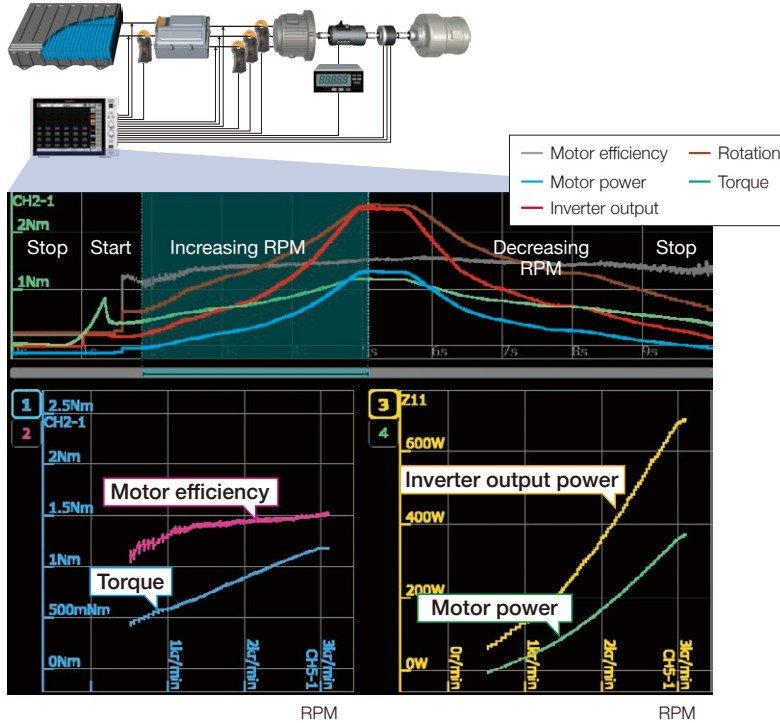 88888
Motor efficiency
Rotation
Motor power
Torque
Inverter output
CH2-1
2Nm
Stop
Start
Increasing RPM
Decreasing
RPM
Stop
1Nm
6s
7s
8s
9s
1
2
2.5Nm
CH2-1
2Nm
Motor efficiency
1.5Nm
1Nm
Torque
500mNm
0Nm
1kr/min
2kr/min
3kr/min
CH5-1
RPM
3
4
Z11
600W
Inverter output power
400W
200W
Motor power
0W
0r/min
1kr/min
2kr/min
3kr/min
CH5-1
RPM